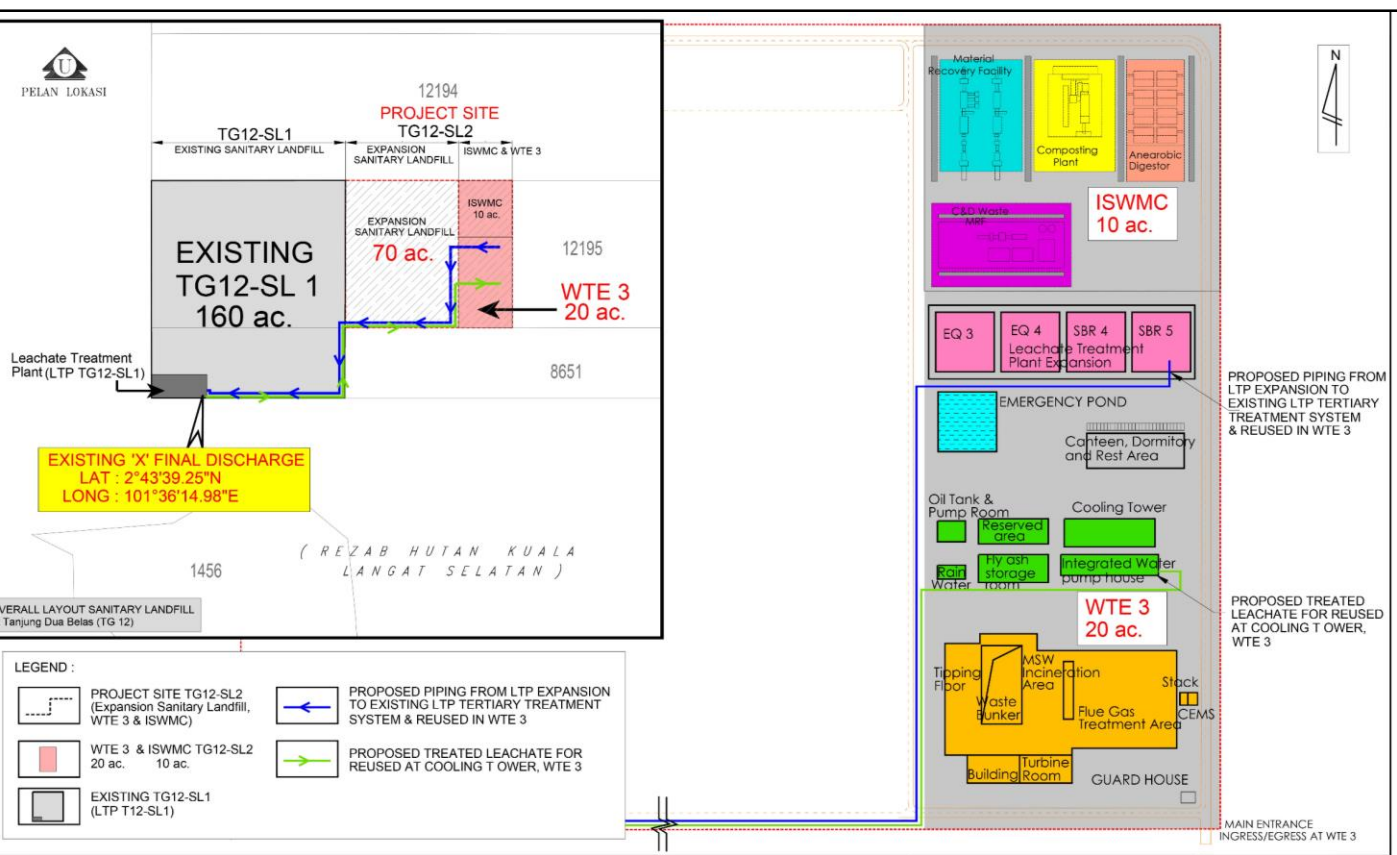 U
PELAN LOKASI
12194
PROJECT SITE
TG12-SL1
TG12-SL2
EXISTING SANITARY LANDFILL
EXPANSION
SANITARY LANDFILL
ISWMC & WTE 3
ISWMC
10 ac.
EXPANSION
SANITARY LANDFILL
70 ac.
EXISTING
TG12-SL 1
160 ac.
12195
WTE 3
20 ac.
Leachate Treatment
Plant (LTP TG12-SL1)
8651
EXISTING 'X' FINAL DISCHARGE
LAT : 2°43'39.25"N
LONG : 101°36'14.98"E
( REZAB HUTAN KUALA
LANGAT SELATAN )
1456
VERALL LAYOUT SANITARY LANDFILL
Tanjung Dua Belas (TG 12)
LEGEND :
PROJECT SITE TG12-SL2
(Expansion Sanitary Landfill,
WTE 3 & ISWMC)
WTE 3 & ISWMC TG12-SL2
20 ac. 10 ac.
EXISTING TG12-SL1
(LTP T12-SL1)
PROPOSED PIPING FROM LTP EXPANSION
TO EXISTING LTP TERTIARY TREATMENT
SYSTEM & REUSED IN WTE 3
PROPOSED TREATED LEACHATE FOR
REUSED AT COOLING T OWER, WTE 3
N
Material
Recovery Facility
Composting
Plant
Anearobic
Digestor
ISWMC
10 ac.
C&D Waste
MRF
EQ 3
EQ 4
SBR 4
SBR 5
Leachate Treatment
Plant Expansion
PROPOSED PIPING FROM
LTP EXPANSION TO
EXISTING LTP TERTIARY
TREATMENT SYSTEM
& REUSED IN WTE 3
EMERGENCY POND
Canteen, Dormitory
and Rest Area
Oil Tank &
Pump Room
Reserved
area
Cooling Tower
Rain
Water
Fly ash
storage
room
Integrated Water
pump house
PROPOSED TREATED
LEACHATE FOR REUSED
AT COOLING T OWER,
WTE 3
WTE 3
20 ac.
Tipping
Floor
Waste
Bunker
MSW
Incineration
Area
Flue Gas
Treatment Area
Stack
CEMS
Building
Turbine
Room
GUARD HOUSE
MAIN ENTRANCE
INGRESS/EGRESS AT WTE 3